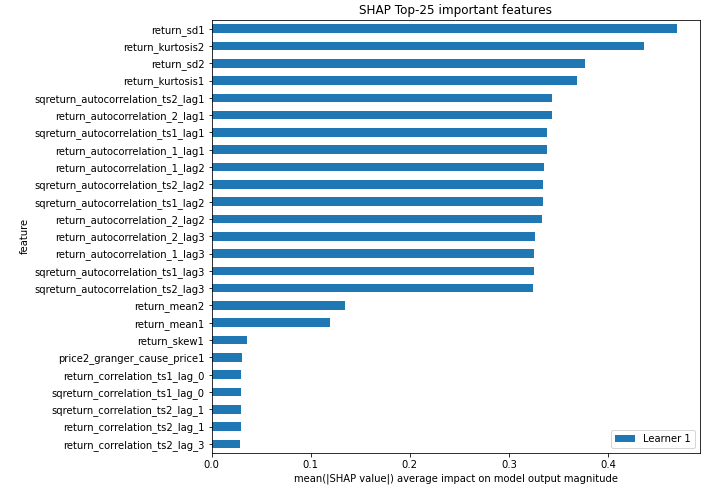 SHAP Top-25 important features
return_sd1
return_kurtosis2
return_sd2
return_kurtosis1
sqreturn_autocorrelation_ts2_lag1
return_autocorrelation_2_lag1
sqreturn_autocorrelation_ts1_lag1
return_autocorrelation_1_lag1
return_autocorrelation_1_lag2
sqreturn_autocorrelation_ts2_lag2
sqreturn_autocorrelation_ts1_lag2
return_autocorrelation_2_lag2
return_autocorrelation_2_lag3
return_autocorrelation_1_lag3
sqreturn_autocorrelation_ts1_lag3
sqreturn_autocorrelation_ts2_lag3
return_mean2
return_mean1
return_skew1
price2_granger_cause_price1
return_correlation_ts1_lag_0
sqreturn_correlation_ts1_lag_0
sqreturn_correlation_ts2_lag_1
return_correlation_ts2_lag_1
return_correlation_ts2_lag_3
feature
Learner 1
0.0 0.1 0.2 0.3 0.4
mean(|SHAP value|) average impact on model output magnitude